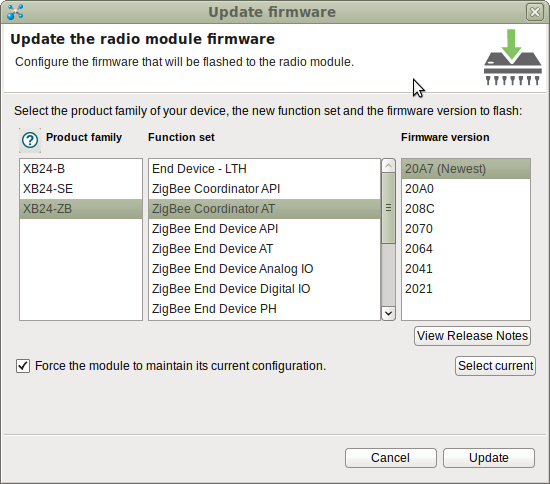 Update firmware
Update the radio module firmware
Configure the firmware that will be flashed to the radio module.
Select the product family of your device, the new function set and the firmware version to flash:
? Product family
Function set
Firmware version
XB24-B
XB24-SE
XB24-ZB
End Device - LTH
ZigBee Coordinator API
ZigBee Coordinator AT
ZigBee End Device API
ZigBee End Device AT
ZigBee End Device Analog IO
ZigBee End Device Digital IO
ZigBee End Device PH
20A7 (Newest)
20A0
208C
2070
2064
2041
2021
View Release Notes
Force the module to maintain its current configuration.
Select current
Cancel
Update